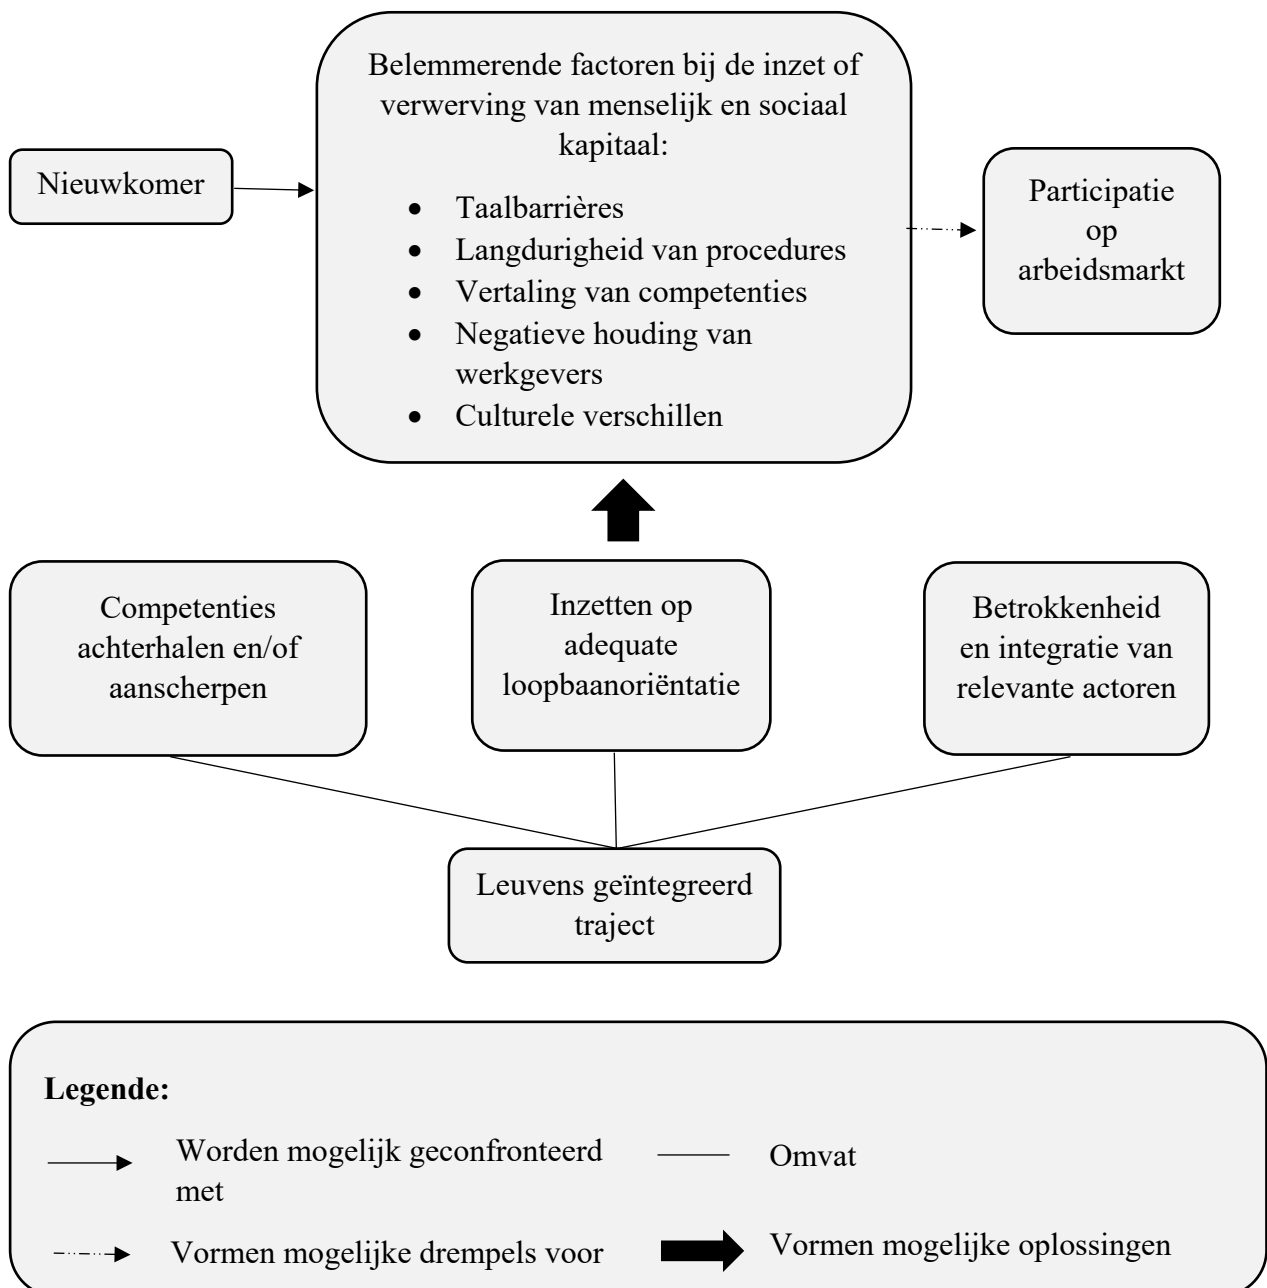 Belemmerende factoren bij de inzet of
verwerving van menselijk en sociaal
kapitaal:
• Taalbarrières
• Langdurigheid van procedures
• Vertaling van competenties
• Negatieve houding van
werkgevers
• Culturele verschillen
Nieuwkomer
Participatie
op
arbeidsmarkt
Competenties
achterhalen en/of
aanscherpen
Inzetten op
adequate
loopbaanoriëntatie
Betrokkenheid
en integratie van
relevante actoren
Leuvens geïntegreerd
traject
Legende:
Worden mogelijk geconfronteerd
met
Omvat
Vormen mogelijke drempels voor
Vormen mogelijke oplossingen